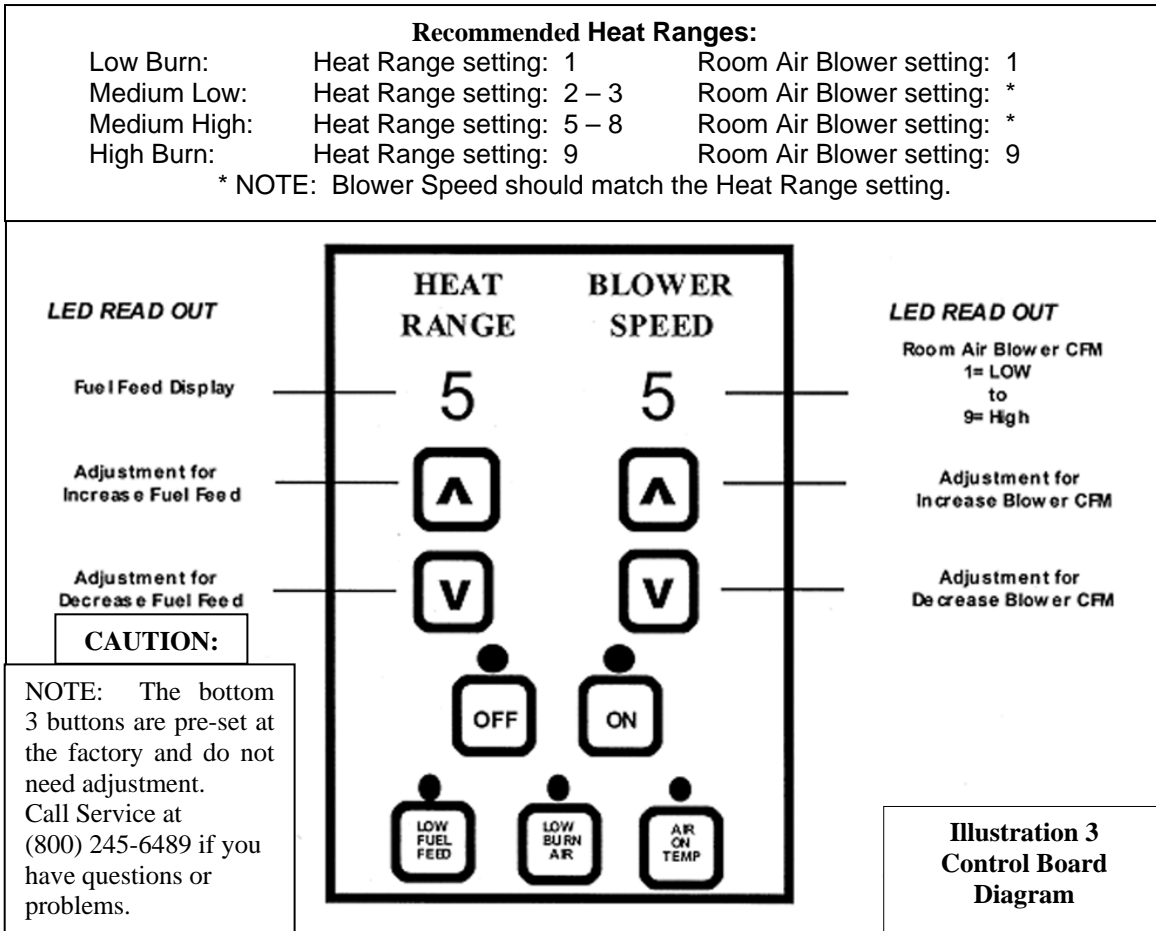 Recommended Heat Ranges:
Low Burn: Heat Range setting: 1 Room Air Blower setting: 1
Medium Low: Heat Range setting: 2 – 3 Room Air Blower setting: *
Medium High: Heat Range setting: 5 – 8 Room Air Blower setting: *
High Burn: Heat Range setting: 9 Room Air Blower setting: 9
* NOTE: Blower Speed should match the Heat Range setting.
LED READ OUT
Fuel Feed Display
Adjustment for
Increase Fuel Feed
Adjustment for
Decrease Fuel Feed
HEAT
RANGE
5
BLOWER
SPEED
5
OFF
ON
LOW
FUEL
FEED
LOW
BURN
AIR
AIR
ON
TEMP
LED READ OUT
Room Air Blower CFM
1= LOW
to
9= High
Adjustment for
Increase Blower CFM
Adjustment for
Decrease Blower CFM
CAUTION:
NOTE: The bottom
3 buttons are pre-set at
the factory and do not
need adjustment.
Call Service at
(800) 245-6489 if you
have questions or
problems.
Illustration 3
Control Board
Diagram